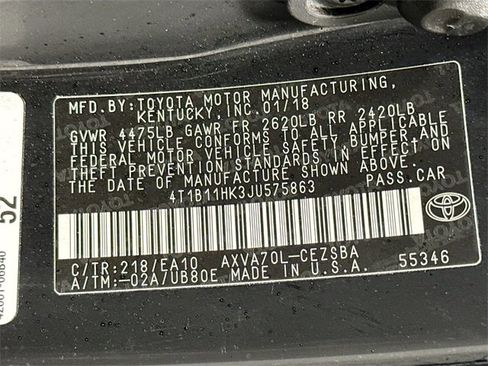 MFD.BY:TOYOTA MOTOR MANUFACTURING,
KENTUCKY, INC.01/18
GVWR 4475LB GAWR FR 2620LB RR 2420LB
THIS VEHICLE CONFORMS TO ALL APPLICABLE
FEDERAL MOTOR VEHICLE SAFETY,BUMPER,AND
THEFT PREVENTION STANDARDS IN EFFECT ON
THE DATE OF MANUFACTURE SHOWN ABOVE.
4T1B11HK3JU575863 PASS.CAR
C/TR:218/EA10 AXVA70L-CEZSBA
A/TM:-02A/UB80E MADE IN U.S.A. 55346
TOYOTA
52